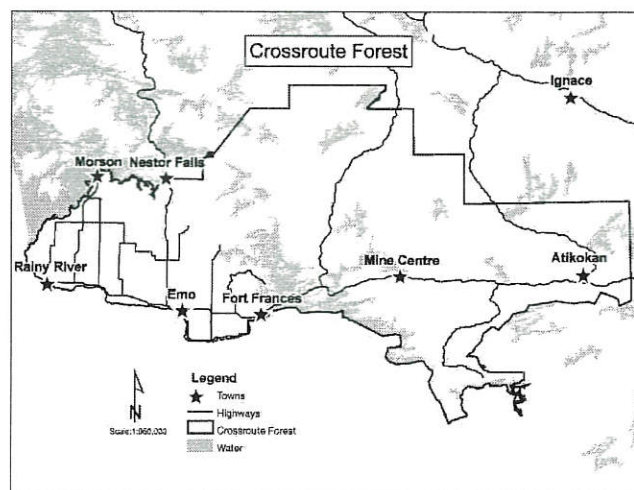 Crossroute Forest
Ignace
Morson
Nestor Falls
Rainy River
Emo
Fort Frances
Mine Centre
Atikokan
N
Legend
Towns
Highways
Crossroute Forest
Water